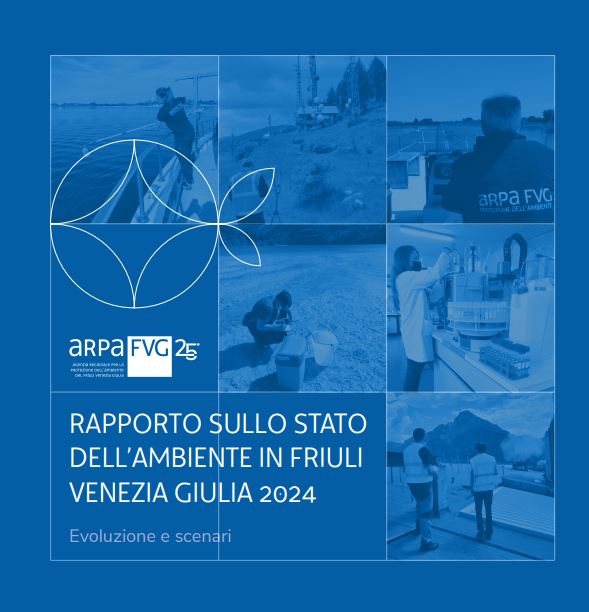 arpa FVG
PROTEZIONE DELL'AMBIENTE
arpa FVG 25°
AGENZIA REGIONALE PER LA
PROTEZIONE DELL'AMBIENTE
DEL FRIULI VENEZIA GIULIA
RAPPORTO SULLO STATO
DELL'AMBIENTE IN FRIULI
VENEZIA GIULIA 2024
Evoluzione e scenari